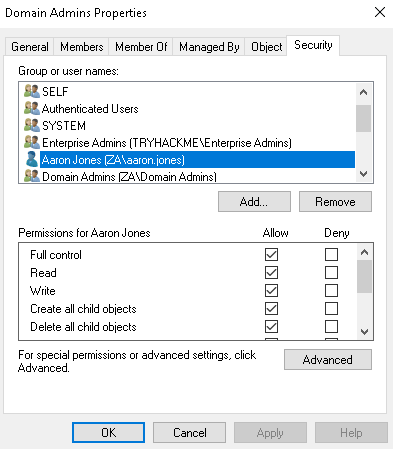 Domain Admins Properties
General Members Member Of Managed By Object Security
Group or user names:
SELF
Authenticated Users
SYSTEM
Enterprise Admins (TRYHACKME\Enterprise Admins)
Aaron Jones (ZA\aaron.jones)
Domain Admins (ZA\Domain Admins)
Add... Remove
Permissions for Aaron Jones Allow Deny
Full control
Read
Write
Create all child objects
Delete all child objects
For special permissions or advanced settings, click
Advanced.
Advanced
OK Cancel Apply Help